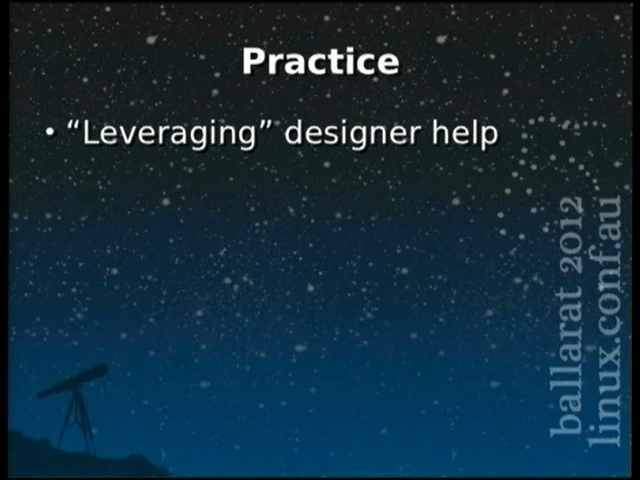 Practice
• “Leveraging” designer help
ballarat 2012
linux.conf.au